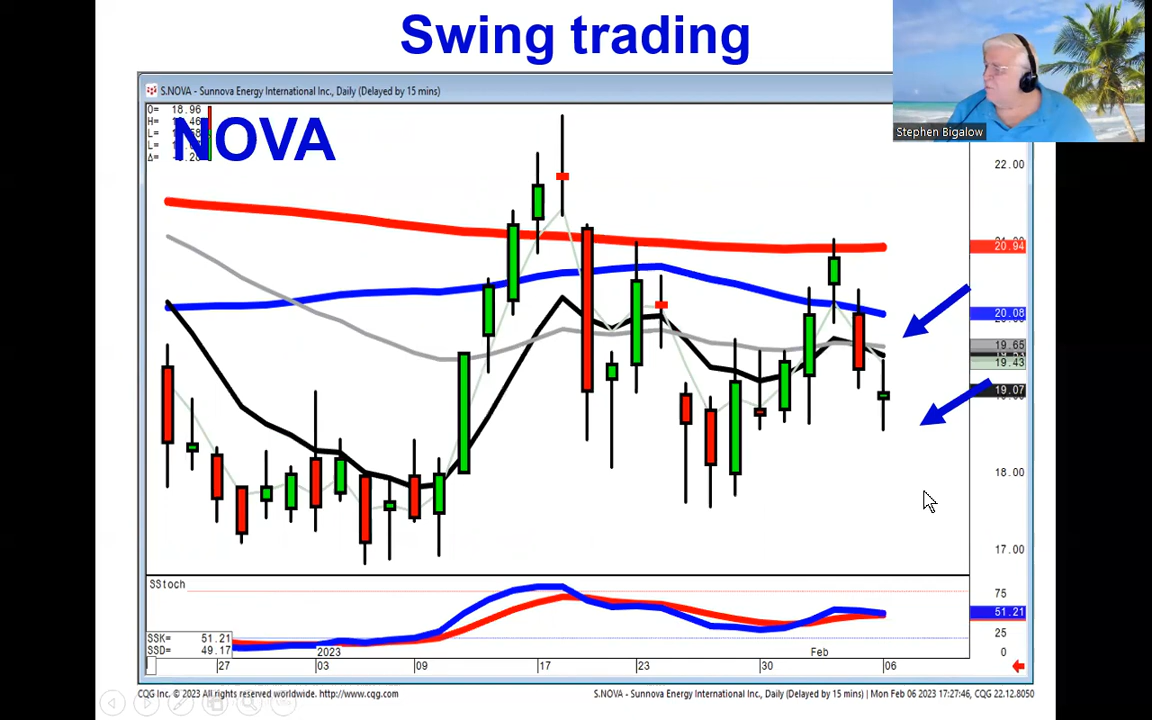 Swing trading
Stephen Bigalow
S.NOVA - Sunnova Energy International Inc., Daily (Delayed by 15 mins)
O= 18.96
H=
L=
L=
Δ=
NOVA
22.00
20.94
20.08
19.65
19.43
19.07
18.00
17.00
SStoch
75
51.21
25
0
SSK= 51.21
SSD= 49.17
2023
Feb
27
03
09
17
23
30
06
CQG Inc. © 2023 All rights reserved worldwide. http://www.cqg.com
S.NOVA - Sunnova Energy International Inc., Daily (Delayed by 15 mins) | Mon Feb 06 2023 17:27:46, CQG 22.12.8050